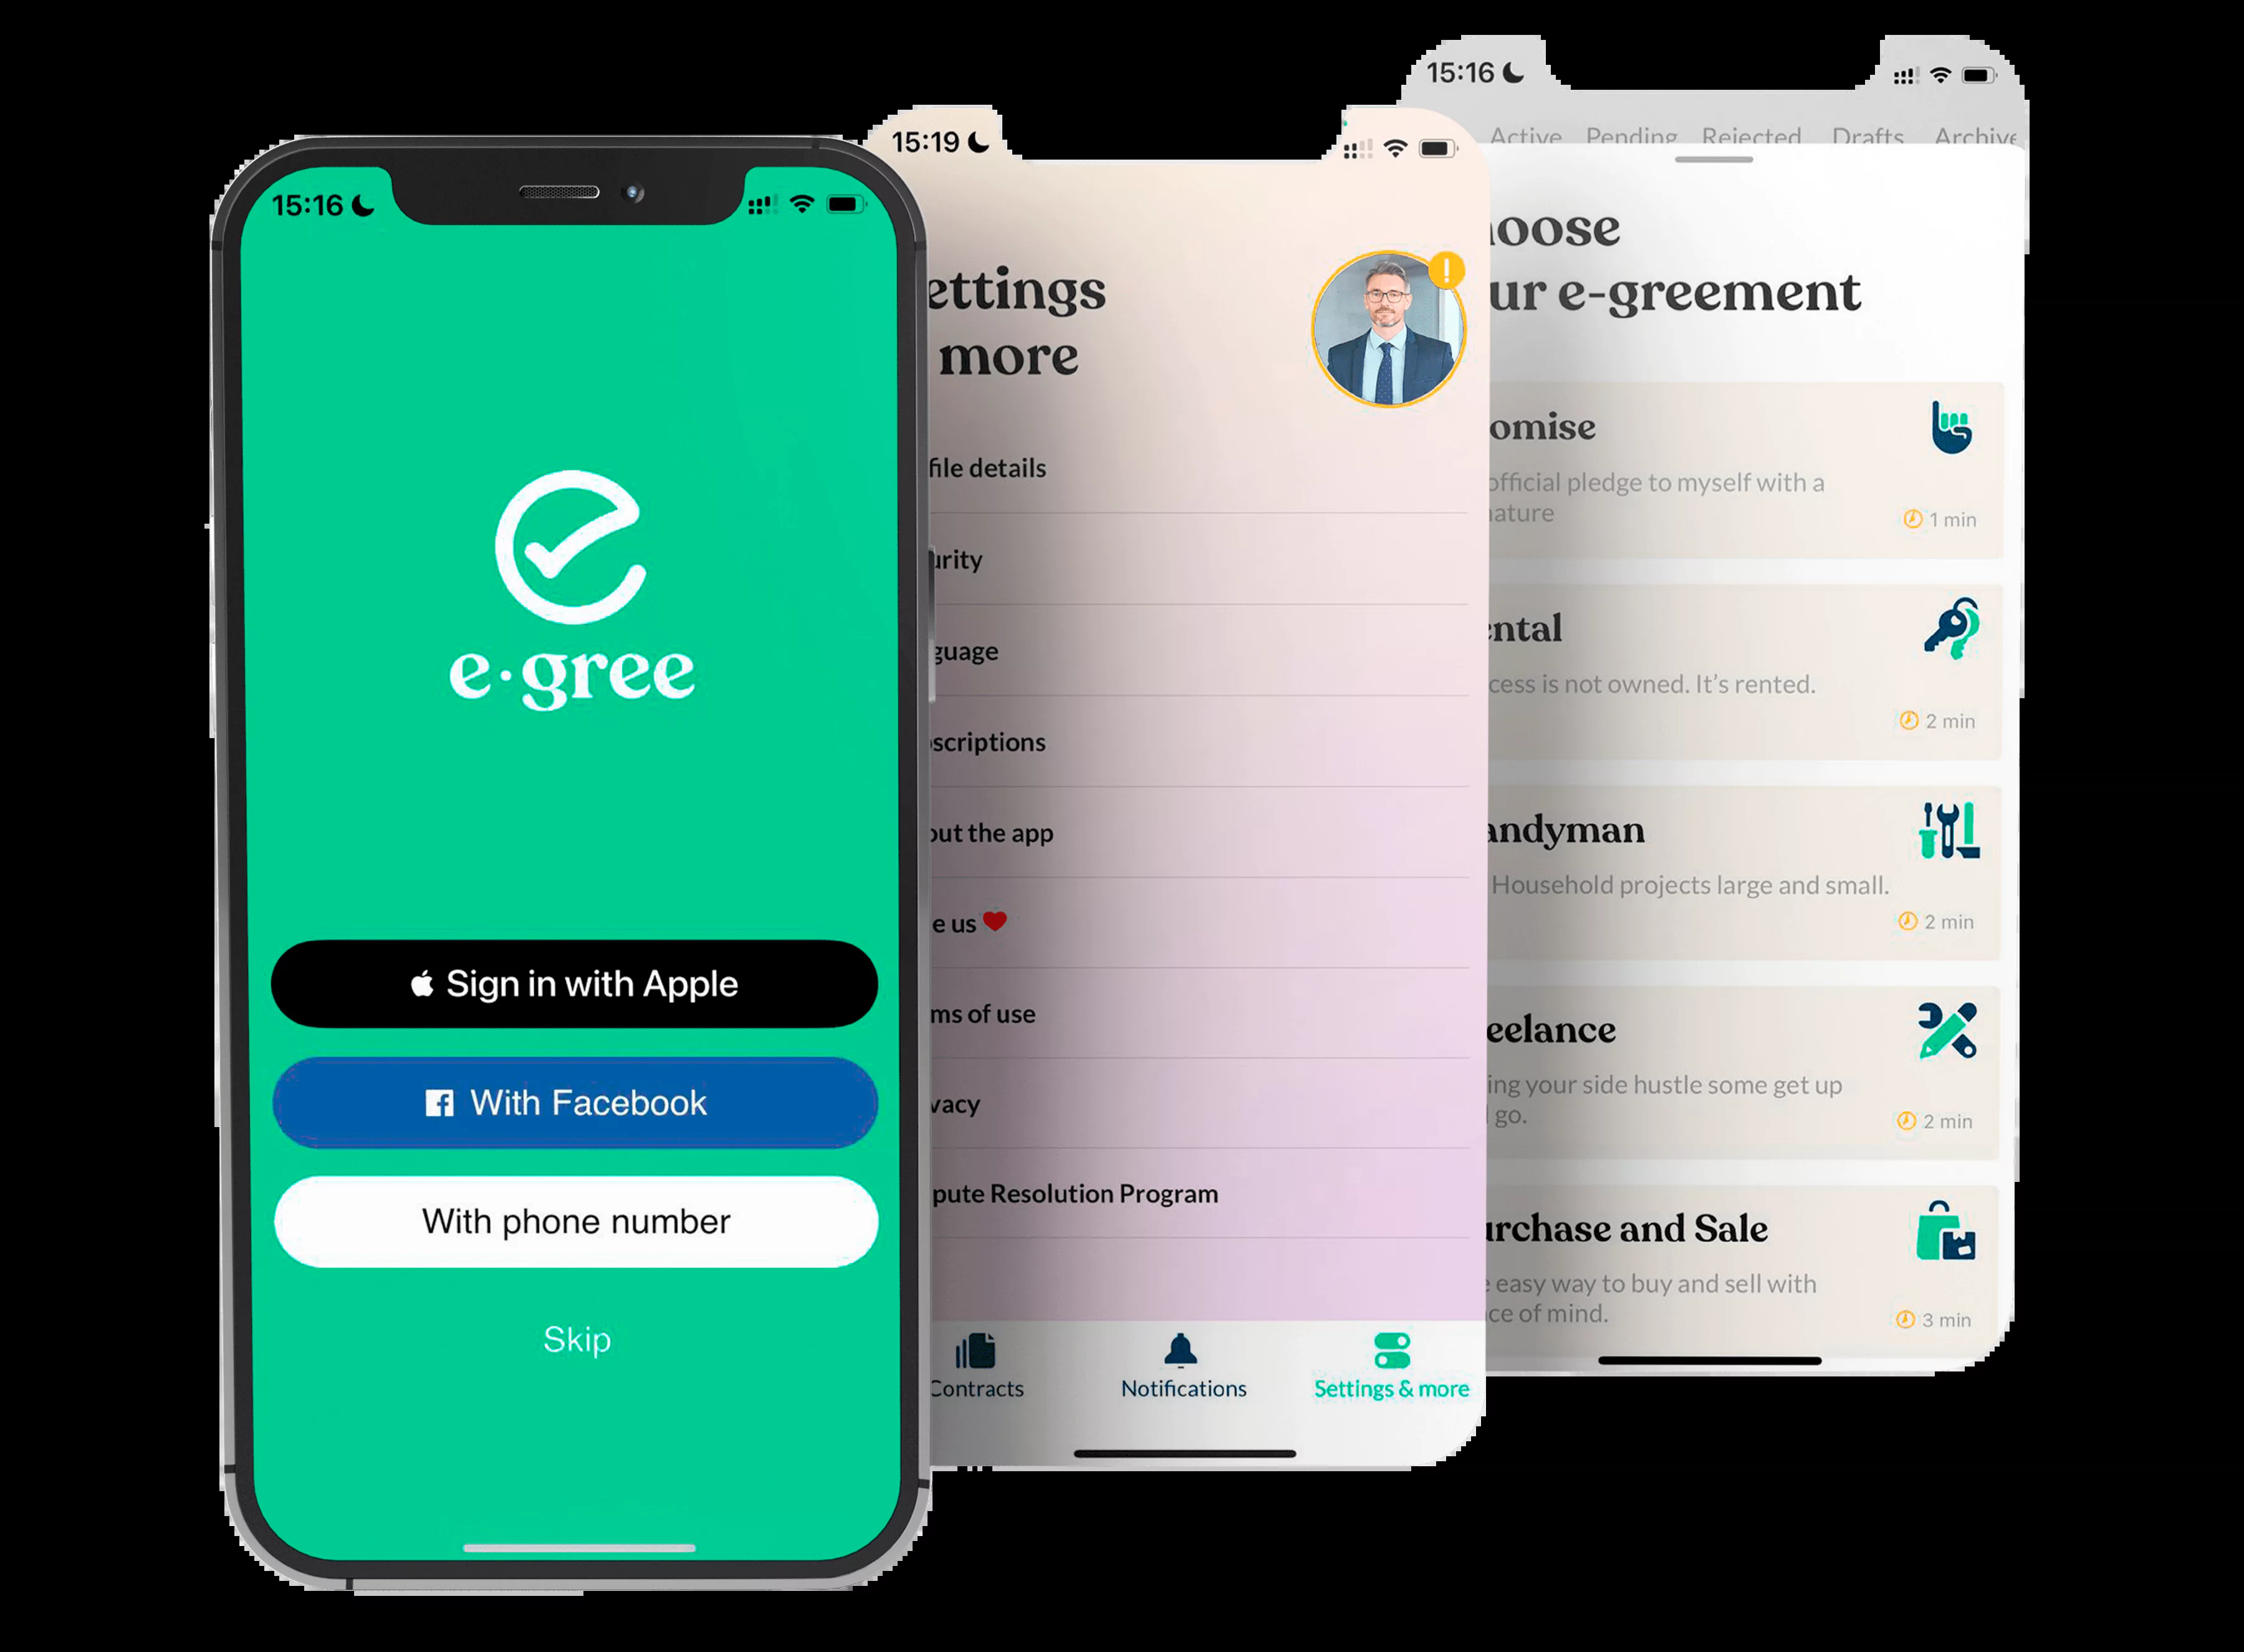 15:16
e·gree
Sign in with Apple
With Facebook
With phone number
Skip
15:19
ettings
more
file details
urity
guage
scriptions
out the app
e us
ms of use
vacy
pute Resolution Program
Contracts
Notifications
Settings & more
15:16
Active Pending Rejected Drafts Archive
oose
ur e-greement
omise
official pledge to myself with a
nature
1 min
ental
cess is not owned. It’s rented.
2 min
andyman
Household projects large and small.
2 min
eelance
ing your side hustle some get up
go.
2 min
urchase and Sale
easy way to buy and sell with
ce of mind.
3 min